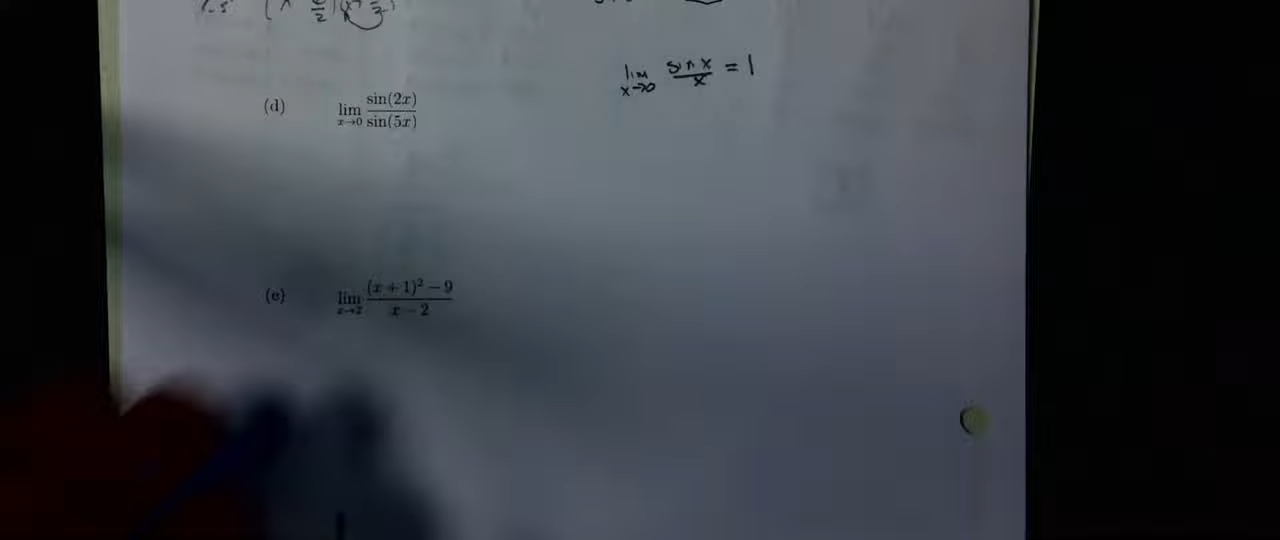 lim sin x / x = 1
x→0
(d) lim sin(2x) / sin(5x)
x→0
(e) lim (x + 1)² − 9 / x − 2
x→2